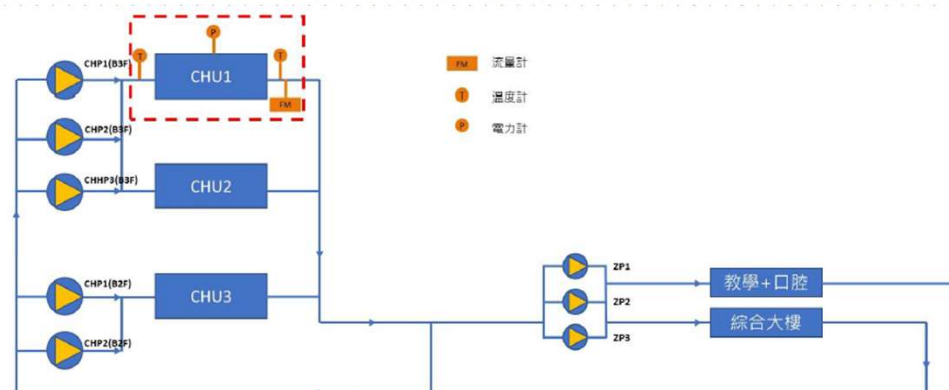 CHP1(B3F)
T
P
T
CHU1
FM
FM 流量計
T 溫度計
P 電力計
CHP2(B3F)
CHHP3(B3F)
CHU2
CHP1(B2F)
CHU3
CHP2(B2F)
ZP1
ZP2
ZP3
教學+口腔
綜合大樓